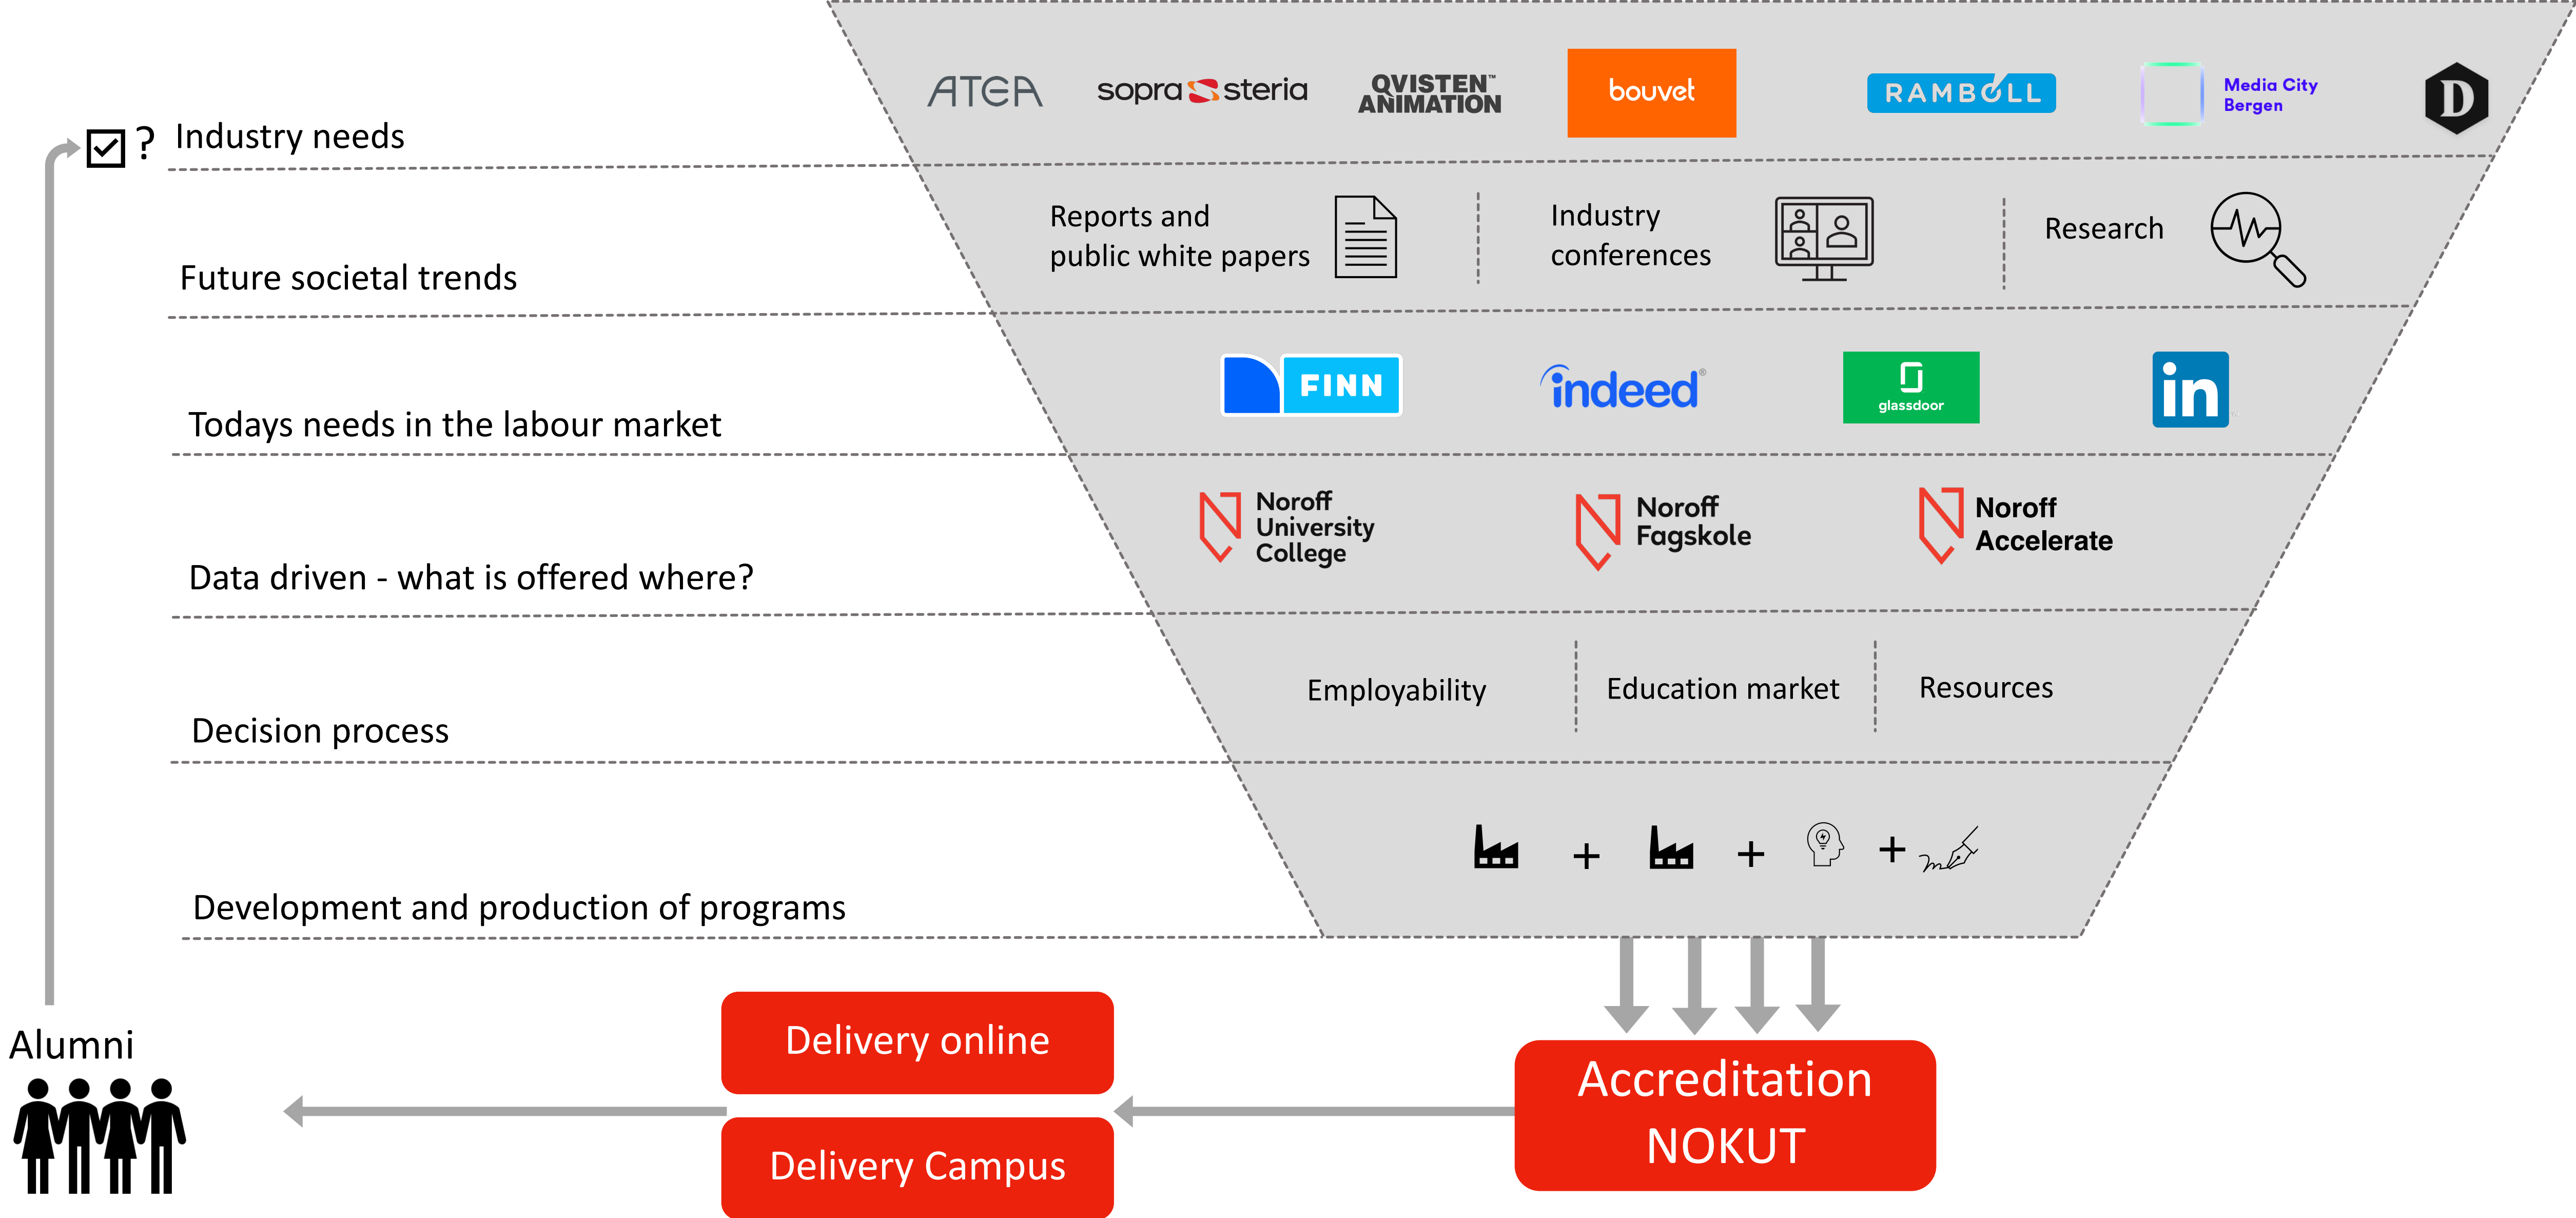 ATEA
sopra steria
QVISTEN™
ANIMATION
bouvet
RAMBOLL
Media City
Bergen
D
? Industry needs
Reports and
public white papers
Industry
conferences
Research
Future societal trends
FINN
indeed®
glassdoor
in
Todays needs in the labour market
Noroff
University
College
Noroff
Fagskole
Noroff
Accelerate
Data driven - what is offered where?
Employability
Education market
Resources
Decision process
+ + +
Development and production of programs
Alumni
Delivery online
Delivery Campus
Accreditation
NOKUT